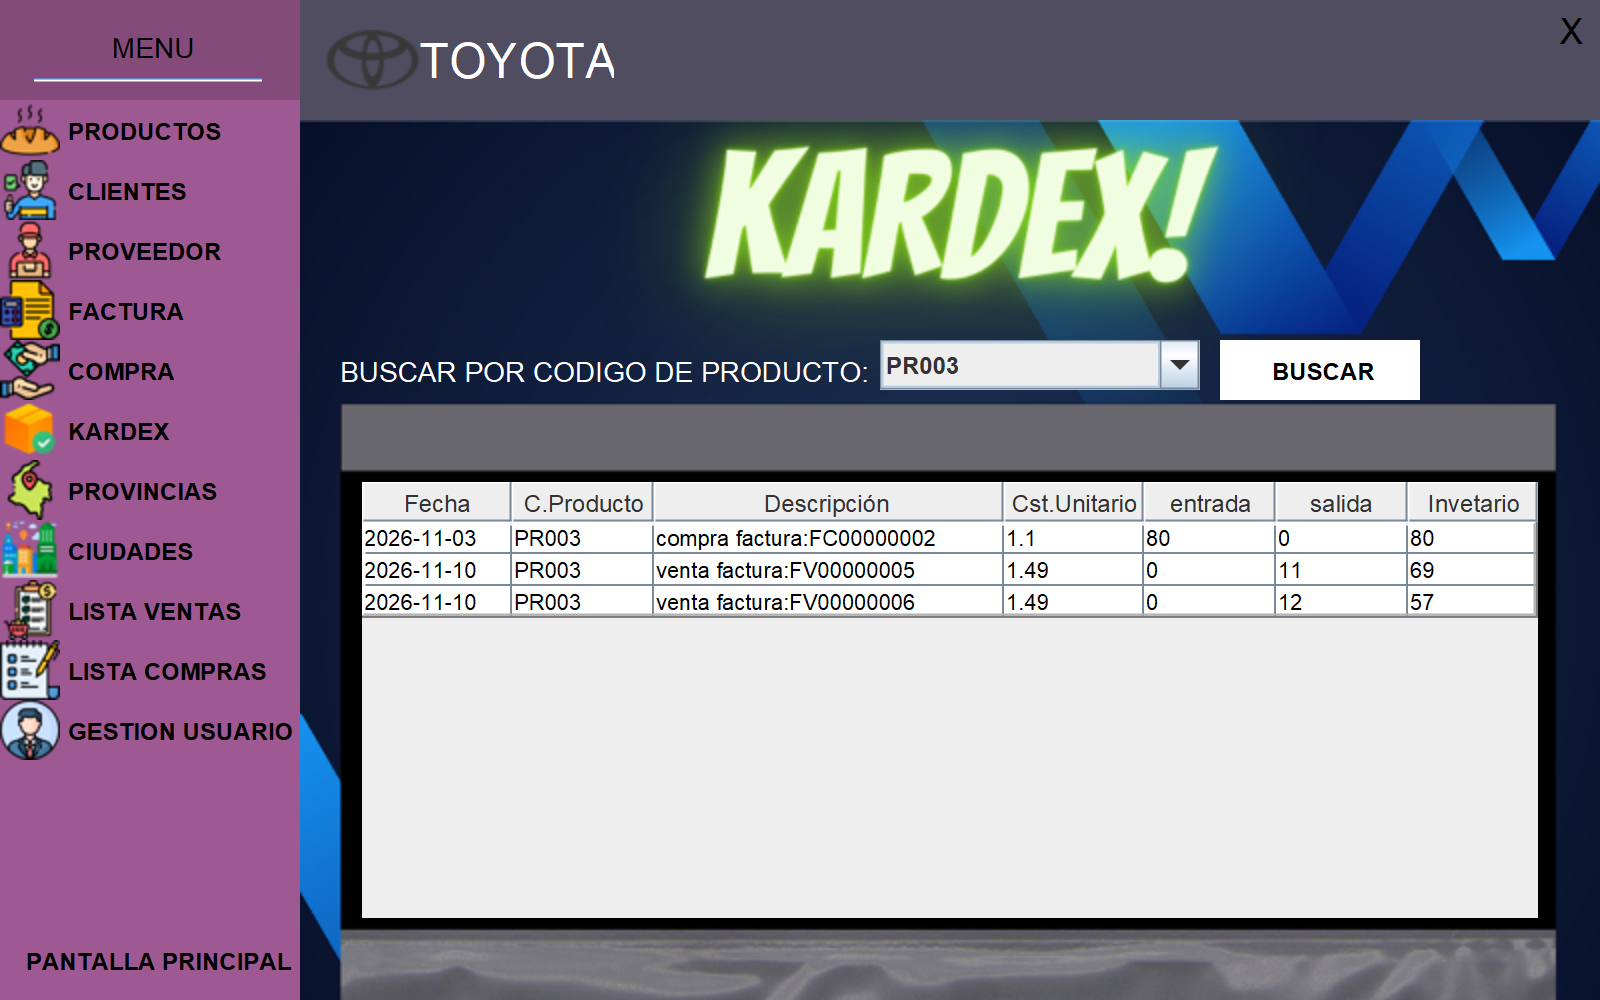 MENU
TOYOTA
X
PRODUCTOS
CLIENTES
PROVEEDOR
FACTURA
COMPRA
KARDEX
PROVINCIAS
CIUDADES
LISTA VENTAS
LISTA COMPRAS
GESTION USUARIO
PANTALLA PRINCIPAL
KARDEX!
BUSCAR POR CODIGO DE PRODUCTO: PR003 BUSCAR
Fecha C.Producto Descripción Cst.Unitario entrada salida Invetario
2026-11-03 PR003 compra factura:FC00000002 1.1 80 0 80
2026-11-10 PR003 venta factura:FV00000005 1.49 0 11 69
2026-11-10 PR003 venta factura:FV00000006 1.49 0 12 57